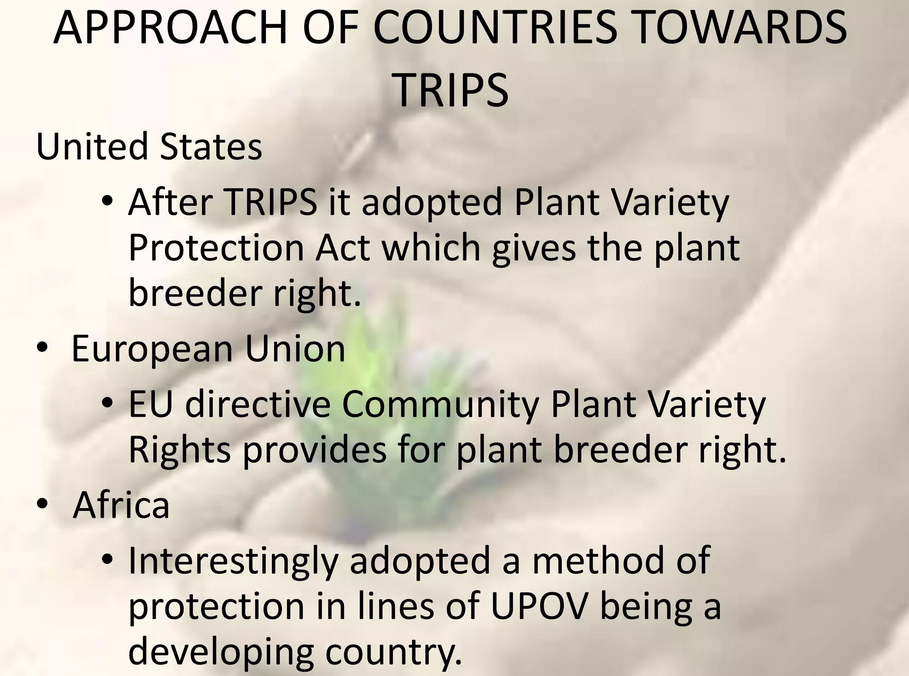 APPROACH OF COUNTRIES TOWARDS
TRIPS
United States
• After TRIPS it adopted Plant Variety
Protection Act which gives the plant
breeder right.
• European Union
• EU directive Community Plant Variety
Rights provides for plant breeder right.
• Africa
• Interestingly adopted a method of
protection in lines of UPOV being a
developing country.